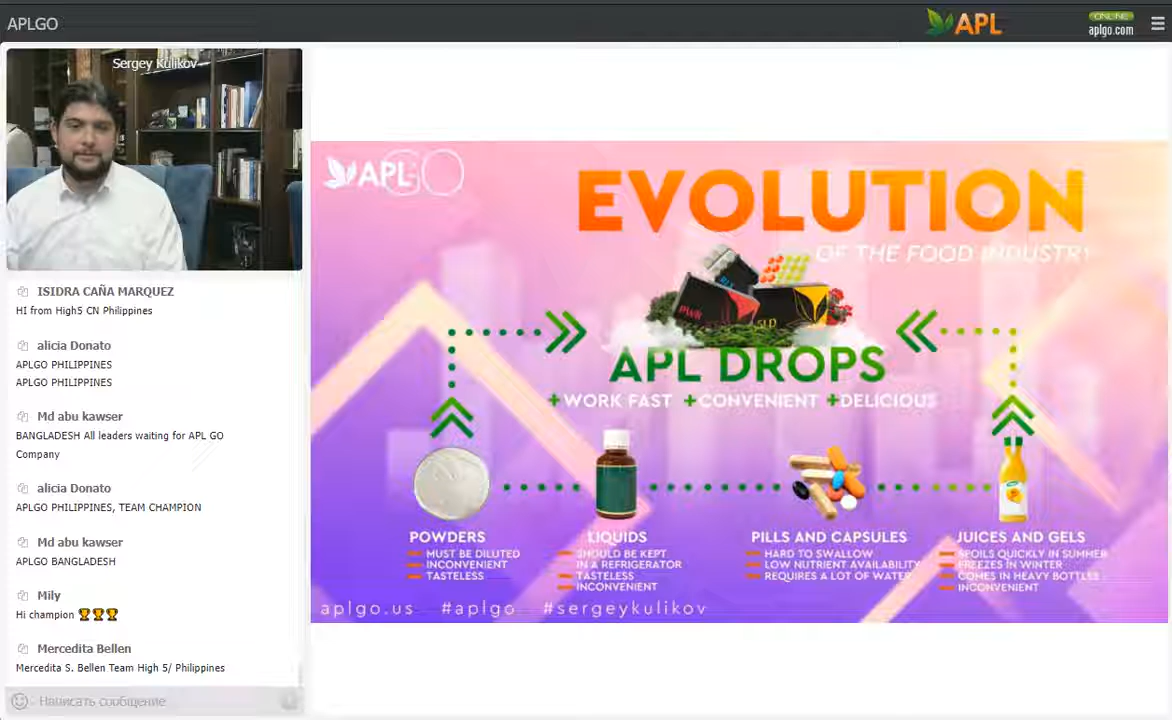 APLGO
APL
ONLINE
aplgo.com
Sergey Kulikov
ISIDRA CAÑA MARQUEZ
HI from High5 CN Philippines
alicia Donato
APLGO PHILIPPINES
APLGO PHILIPPINES
Md abu kawser
BANGLADESH All leaders waiting for APL GO
Company
alicia Donato
APLGO PHILIPPINES, TEAM CHAMPION
Md abu kawser
APLGO BANGLADESH
Mily
Hi champion 🏆🏆🏆
Mercedita Bellen
Mercedita S. Bellen Team High 5/ Philippines
Написать сообщение
APLGO
EVOLUTION
OF THE FOOD INDUSTRY
PWR
SLD
APL DROPS
+WORK FAST +CONVENIENT +DELICIOUS
POWDERS
MUST BE DILUTED
INCONVENIENT
TASTELESS
LIQUIDS
SHOULD BE KEPT
IN A REFRIGERATOR
TASTELESS
INCONVENIENT
PILLS AND CAPSULES
HARD TO SWALLOW
LOW NUTRIENT AVAILABILITY
REQUIRES A LOT OF WATER
JUICES AND GELS
SPOILS QUICKLY IN SUMMER
FREEZES IN WINTER
COMES IN HEAVY BOTTLES
INCONVENIENT
aplgo.us #aplgo #sergeykulikov